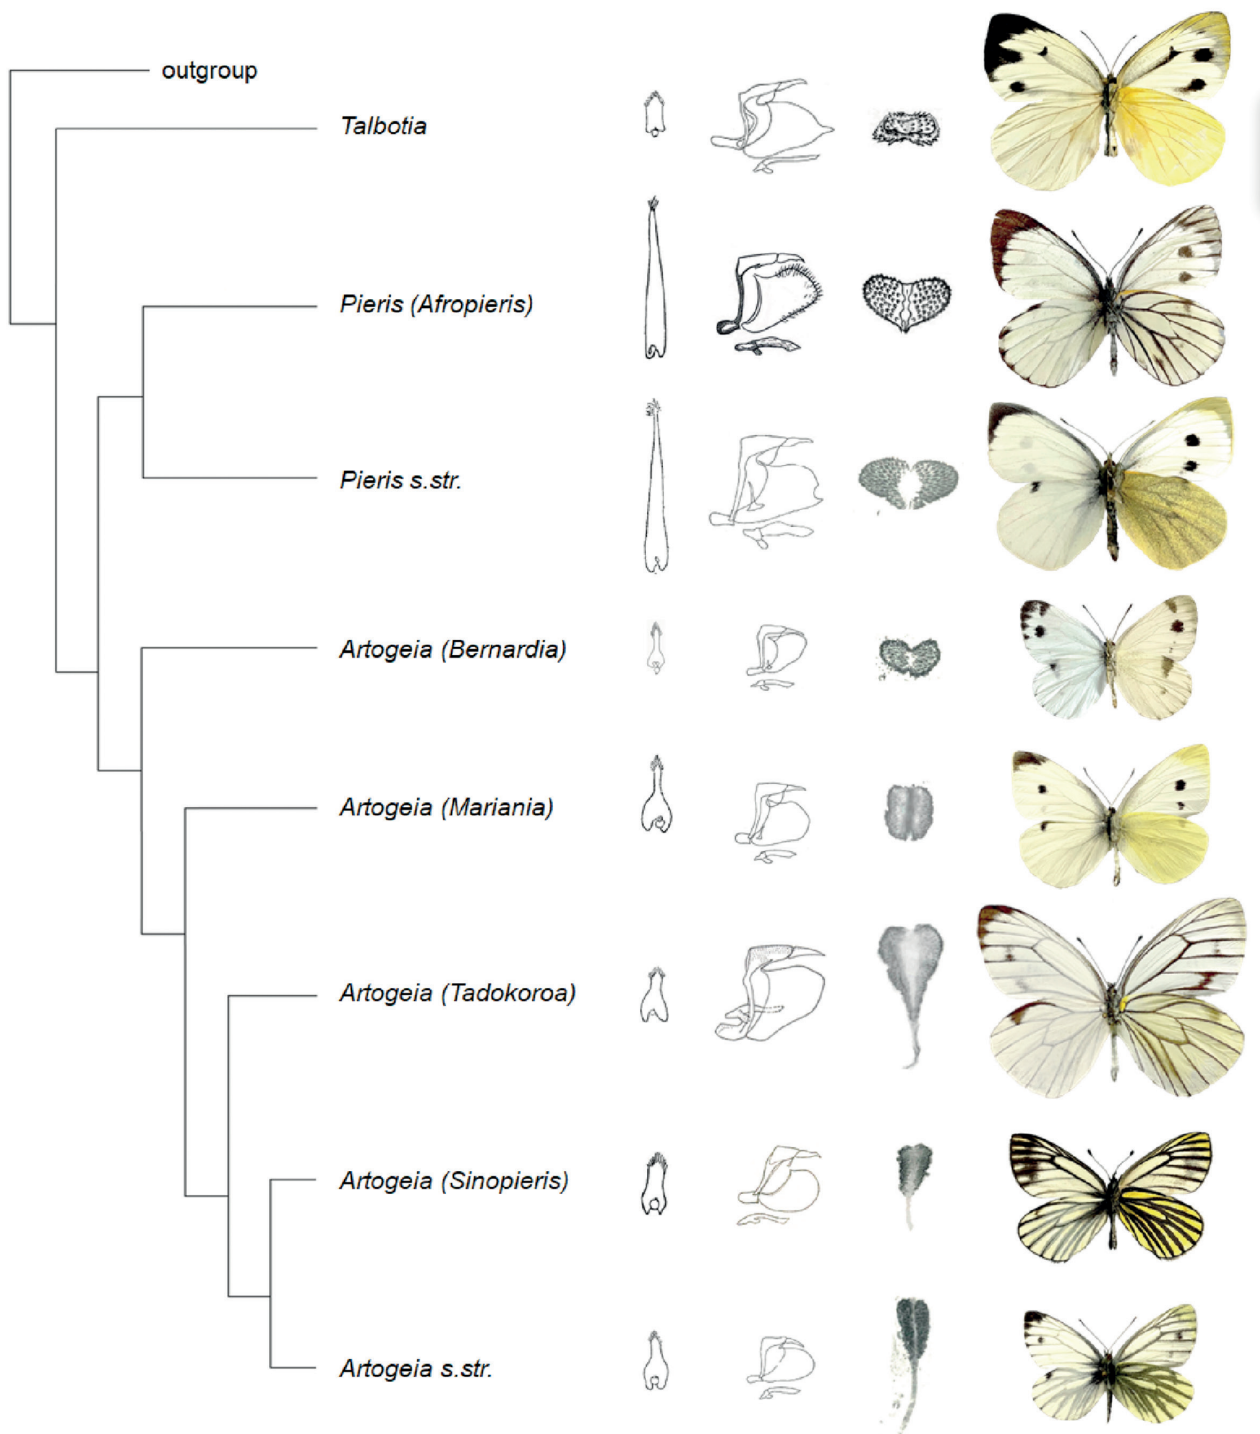 outgroup
Talbotia
Pieris (Afropieris)
Pieris s.str.
Artogeia (Bernardia)
Artogeia (Mariania)
Artogeia (Tadokoroa)
Artogeia (Sinopieris)
Artogeia s.str.